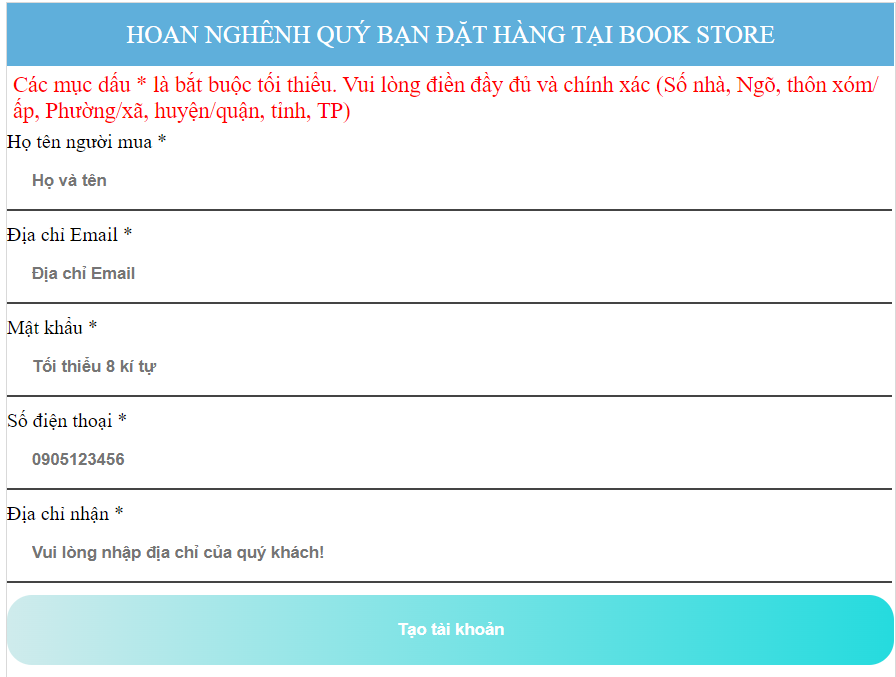 HOAN NGHÊNH QUÝ BẠN ĐẶT HÀNG TẠI BOOK STORE
Các mục dấu * là bắt buộc tối thiểu. Vui lòng điền đầy đủ và chính xác (Số nhà, Ngõ, thôn xóm/
ấp, Phường/xã, huyện/quận, tỉnh, TP)
Họ tên người mua *
Họ và tên
Địa chỉ Email *
Địa chỉ Email
Mật khẩu *
Tối thiểu 8 kí tự
Số điện thoại *
0905123456
Địa chỉ nhận *
Vui lòng nhập địa chỉ của quý khách!
Tạo tài khoản